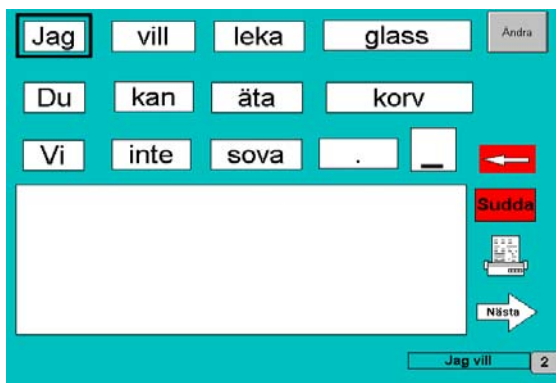 Jag vill leka glass Ändra
Du kan äta korv
Vi inte sova . _
Sudda
Nästa
Jag vill 2